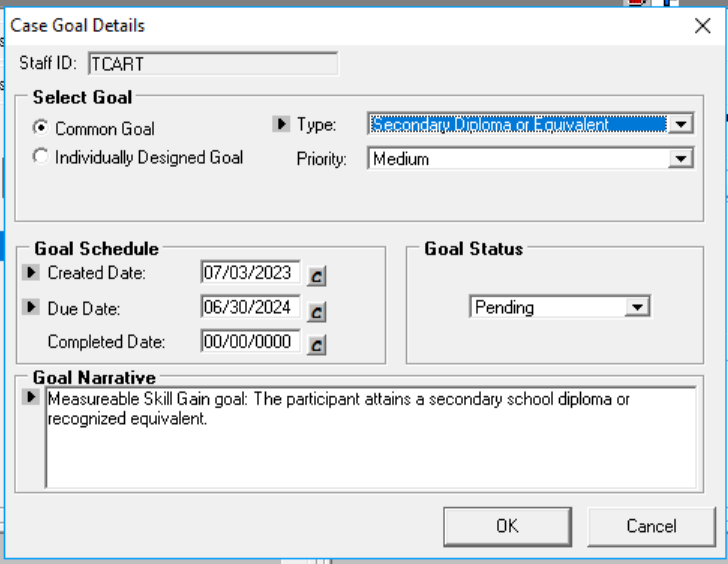 Case Goal Details
Staff ID: TCART
Select Goal
Common Goal
Type: Secondary Diploma or Equivalent
Individually Designed Goal
Priority: Medium
Goal Schedule
Created Date: 07/03/2023 c
Due Date: 06/30/2024 c
Completed Date: 00/00/0000 c
Goal Status
Pending
Goal Narrative
Measureable Skill Gain goal: The participant attains a secondary school diploma or
recognized equivalent.
OK Cancel